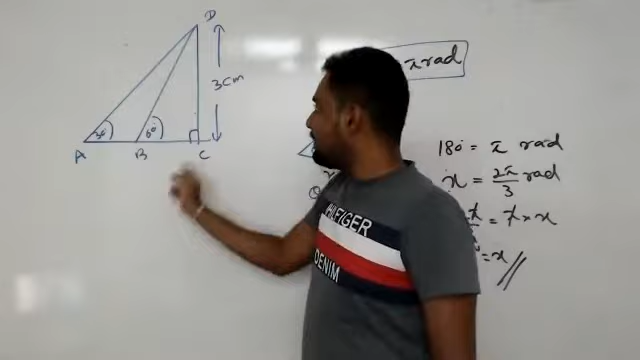 D
3cm
30°
60°
A
B
C
π rad
180° = π rad
x = 2π/3 rad
= x
HILFIGER
DENIM